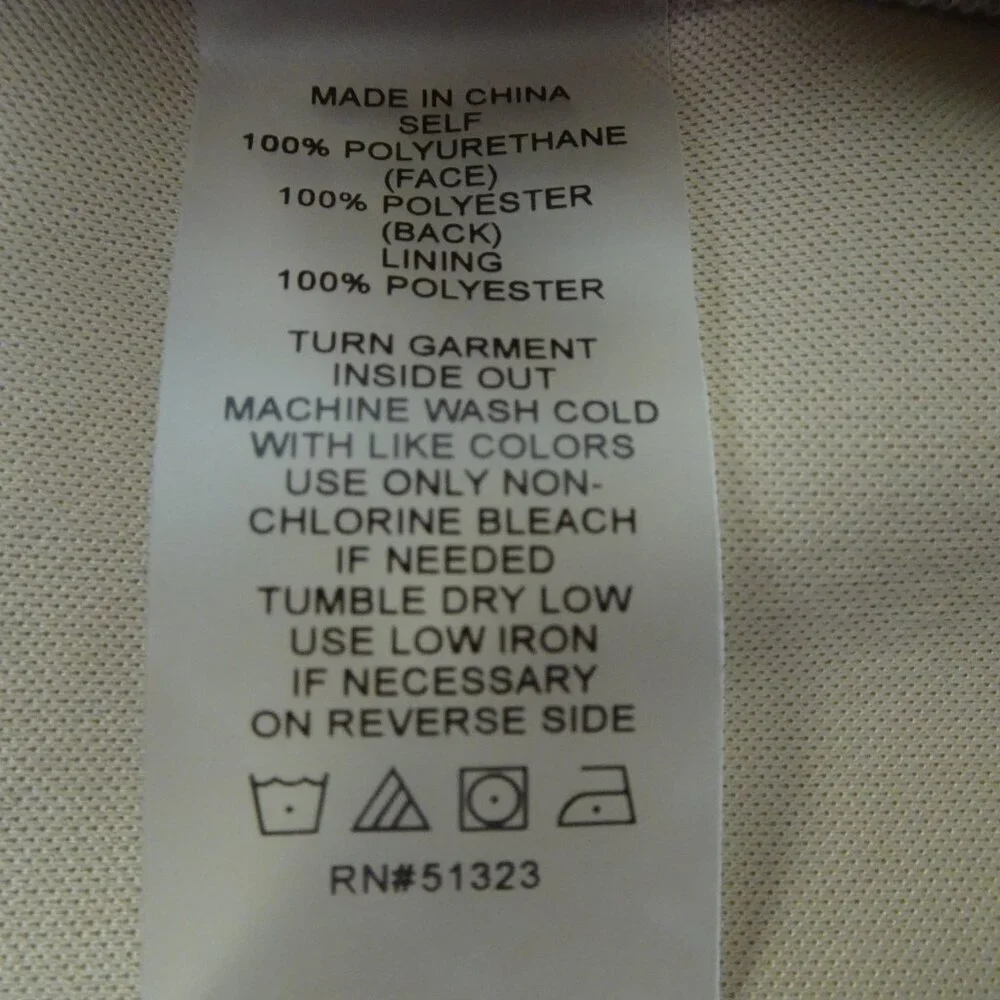 MADE IN CHINA
SELF
100% POLYURETHANE
(FACE)
100% POLYESTER
(BACK)
LINING
100% POLYESTER
TURN GARMENT
INSIDE OUT
MACHINE WASH COLD
WITH LIKE COLORS
USE ONLY NON-
CHLORINE BLEACH
IF NEEDED
TUMBLE DRY LOW
USE LOW IRON
IF NECESSARY
ON REVERSE SIDE
RN#51323